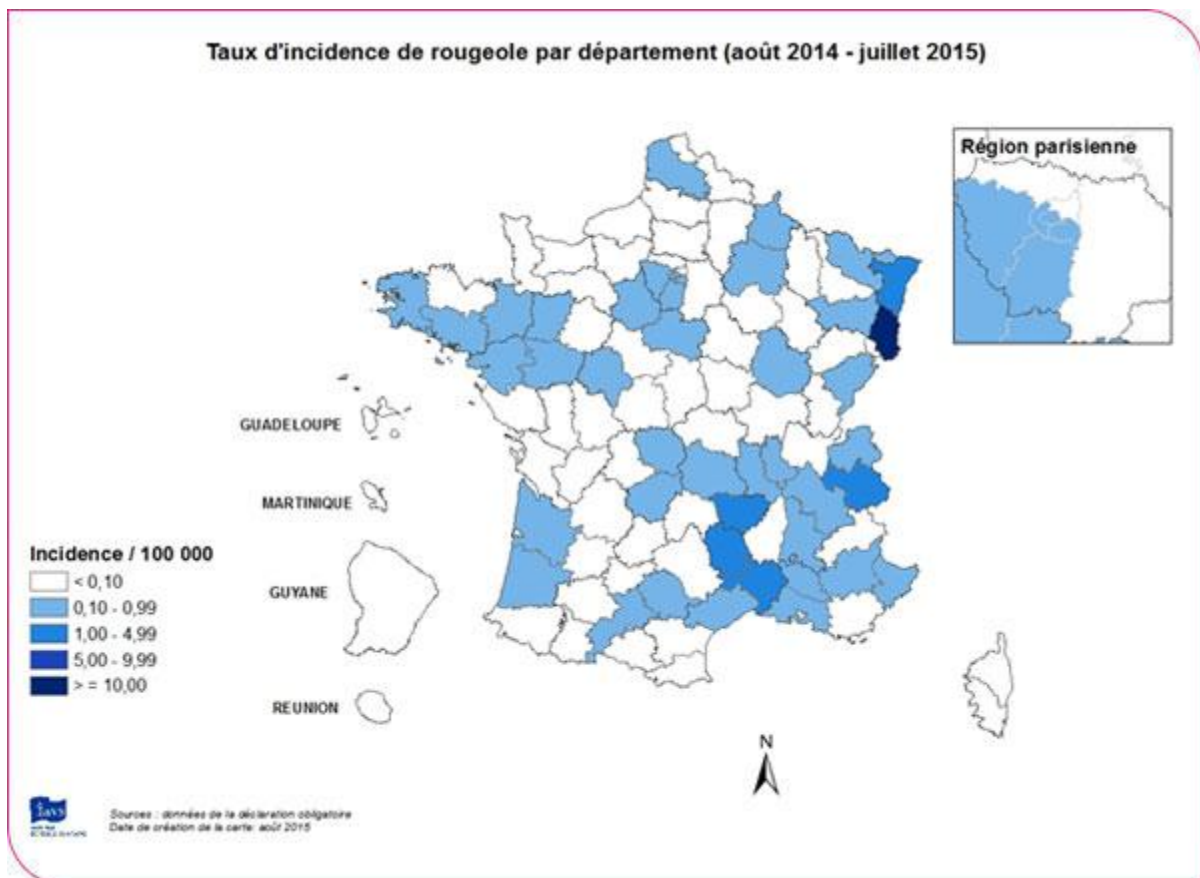 Taux d'incidence de rougeole par département (août 2014 - juillet 2015)
Région parisienne
GUADELOUPE
MARTINIQUE
GUYANE
REUNION
Incidence / 100 000
< 0,10
0,10 - 0,99
1,00 - 4,99
5,00 - 9,99
> = 10,00
N
Sources : données de la déclaration obligatoire
Date de création de la carte: août 2015